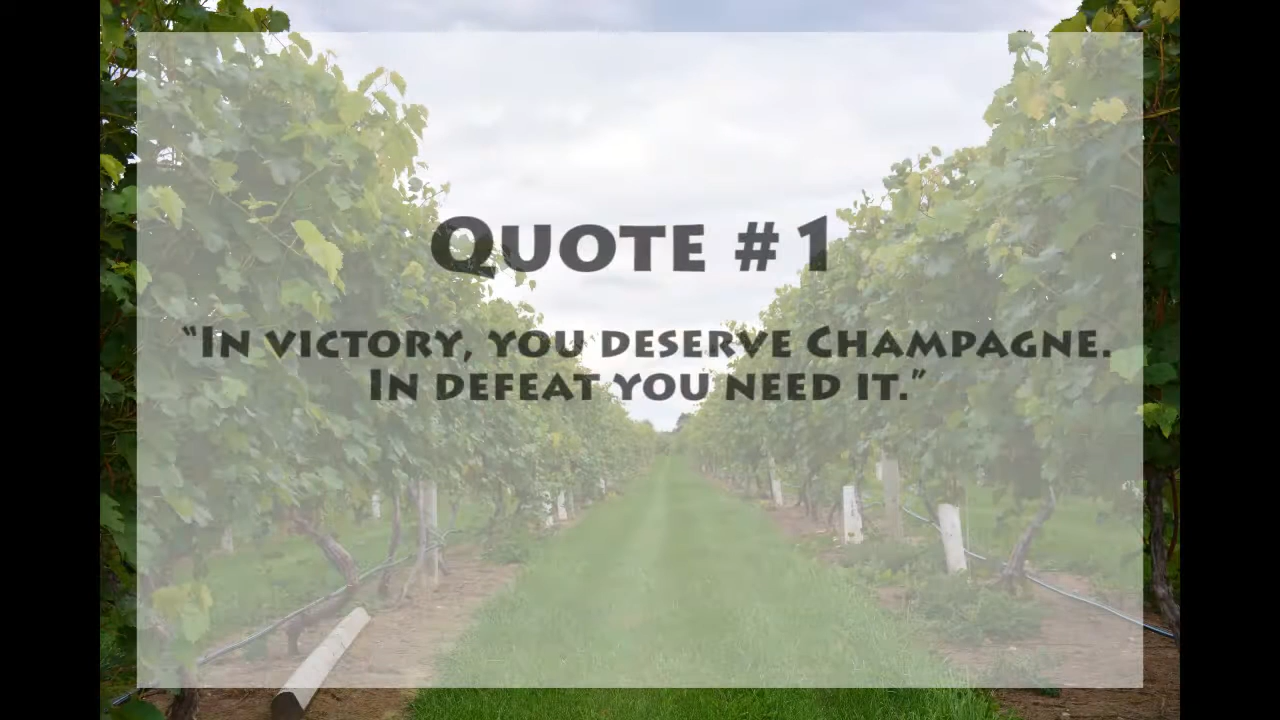 Quote #1
“In victory, you deserve Champagne.
In defeat you need it.”